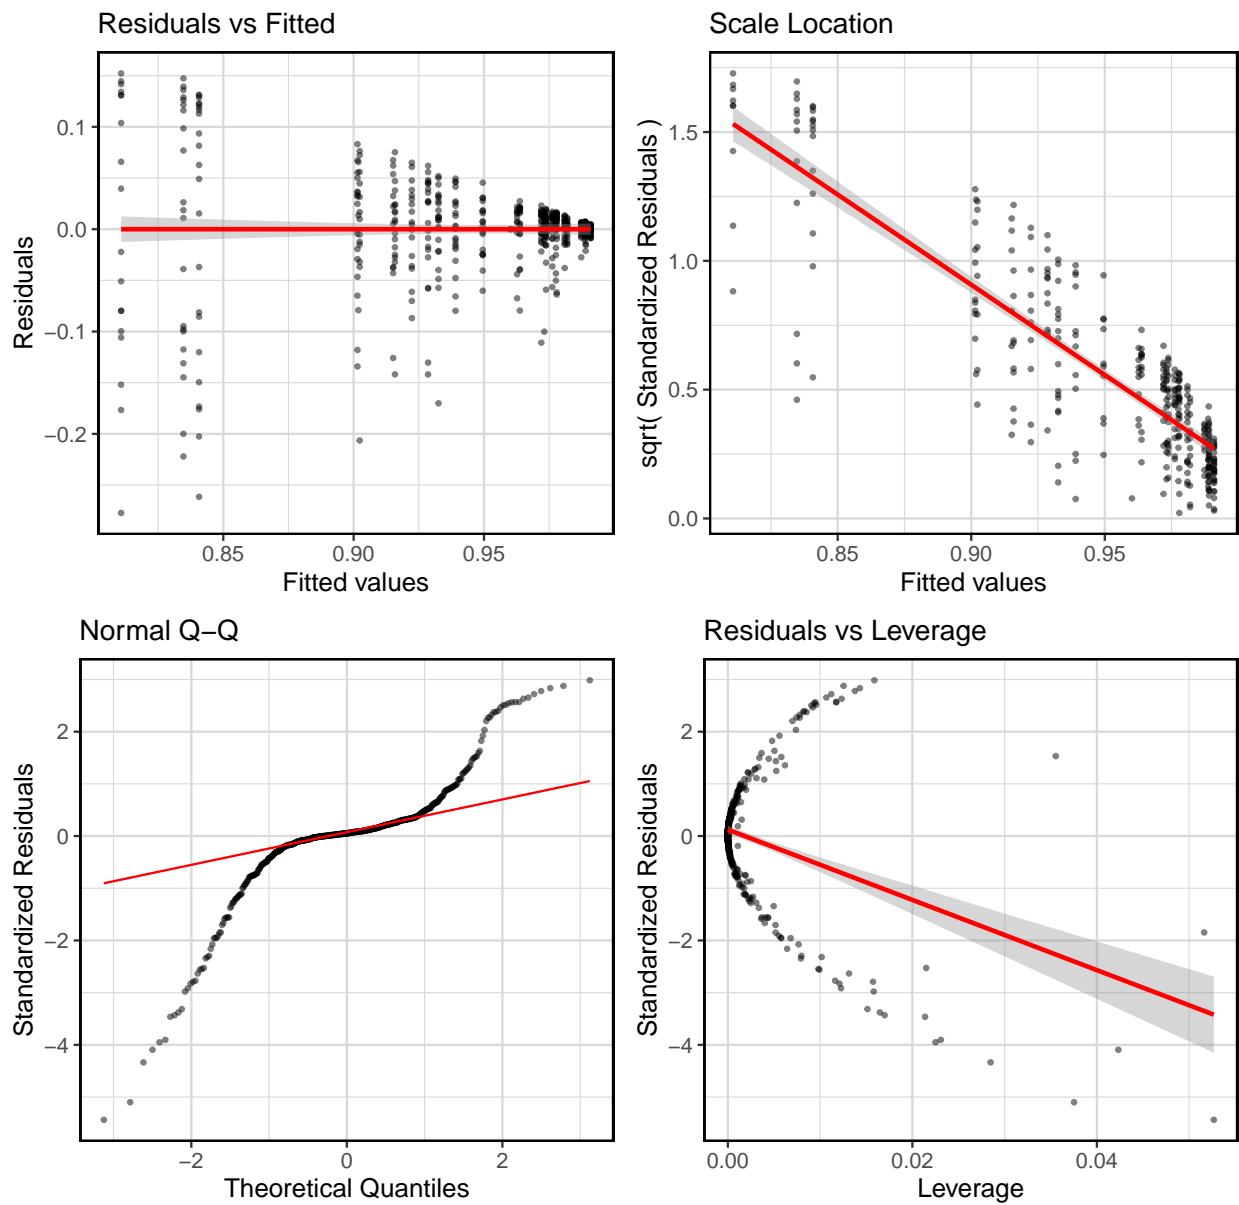 Residuals vs Fitted
Residuals
0.1
0.0
−0.1
−0.2
0.85 0.90 0.95
Fitted values
Scale Location
sqrt( Standardized Residuals )
1.5
1.0
0.5
0.0
0.85 0.90 0.95
Fitted values
Normal Q−Q
Standardized Residuals
2
0
−2
−4
−2 0 2
Theoretical Quantiles
Residuals vs Leverage
Standardized Residuals
2
0
−2
−4
0.00 0.02 0.04
Leverage